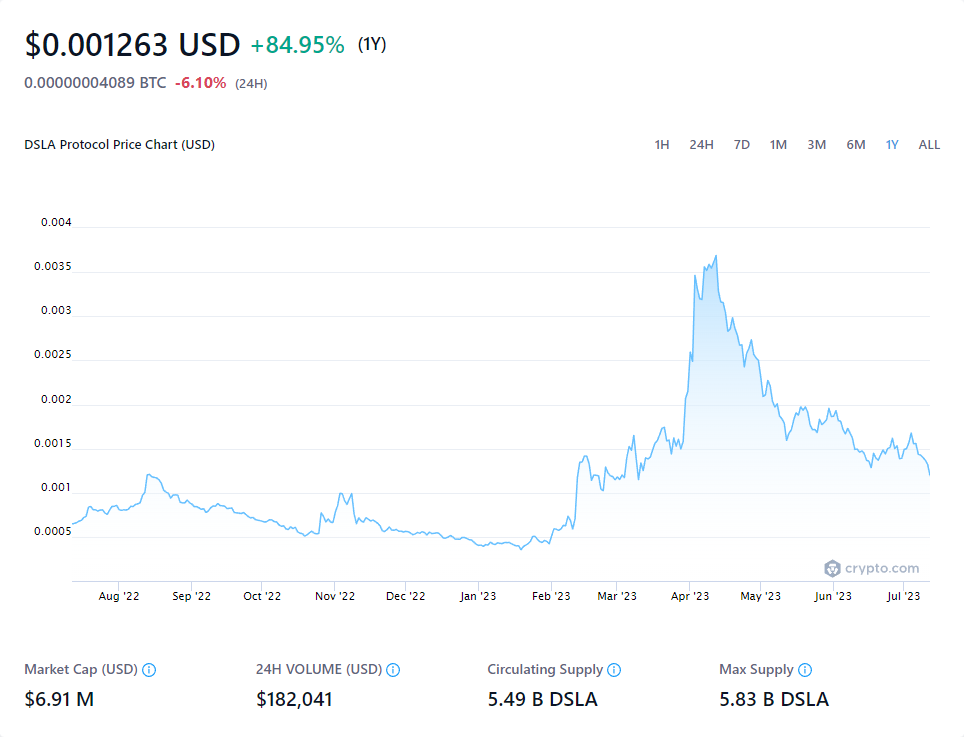 $0.001263 USD +84.95% (1Y)
0.00000004089 BTC -6.10% (24H)
DSLA Protocol Price Chart (USD) 1H 24H 7D 1M 3M 6M 1Y ALL
0.004
0.0035
0.003
0.0025
0.002
0.0015
0.001
0.0005
crypto.com
Aug '22 Sep '22 Oct '22 Nov '22 Dec '22 Jan '23 Feb '23 Mar '23 Apr '23 May '23 Jun '23 Jul '23
Market Cap (USD) 24H VOLUME (USD) Circulating Supply Max Supply
$6.91 M $182,041 5.49 B DSLA 5.83 B DSLA